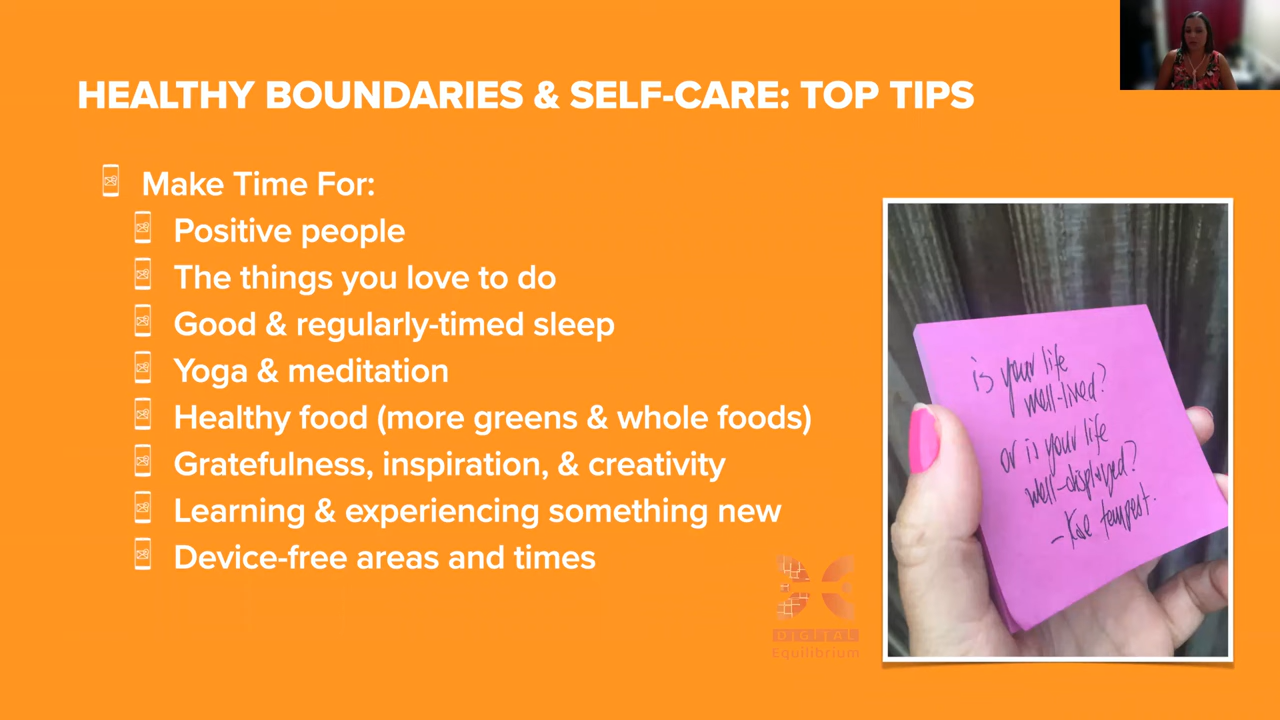 HEALTHY BOUNDARIES & SELF-CARE: TOP TIPS
Make Time For:
Positive people
The things you love to do
Good & regularly-timed sleep
Yoga & meditation
Healthy food (more greens & whole foods)
Gratefulness, inspiration, & creativity
Learning & experiencing something new
Device-free areas and times
is your life
well-lived?
or is your life
well-displayed?
tempest.
DIGITAL
Equilibrium